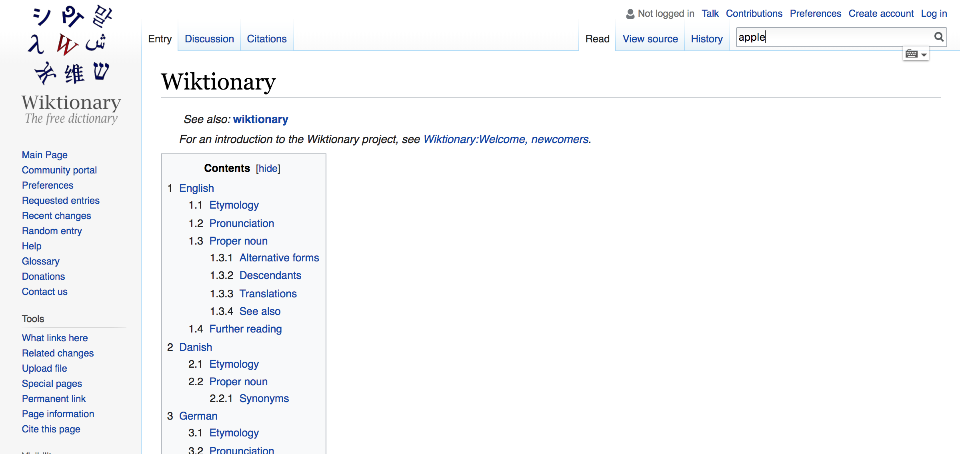 シ Pτ 말
λ W ش
维 ש
Wiktionary
The free dictionary
Main Page
Community portal
Preferences
Requested entries
Recent changes
Random entry
Help
Glossary
Donations
Contact us
Tools
What links here
Related changes
Upload file
Special pages
Permanent link
Page information
Cite this page
Not logged in Talk Contributions Preferences Create account Log in
Entry Discussion Citations Read View source History apple
Wiktionary
See also: wiktionary
For an introduction to the Wiktionary project, see Wiktionary:Welcome, newcomers.
Contents [hide]
1 English
1.1 Etymology
1.2 Pronunciation
1.3 Proper noun
1.3.1 Alternative forms
1.3.2 Descendants
1.3.3 Translations
1.3.4 See also
1.4 Further reading
2 Danish
2.1 Etymology
2.2 Proper noun
2.2.1 Synonyms
3 German
3.1 Etymology
3.2 Pronunciation